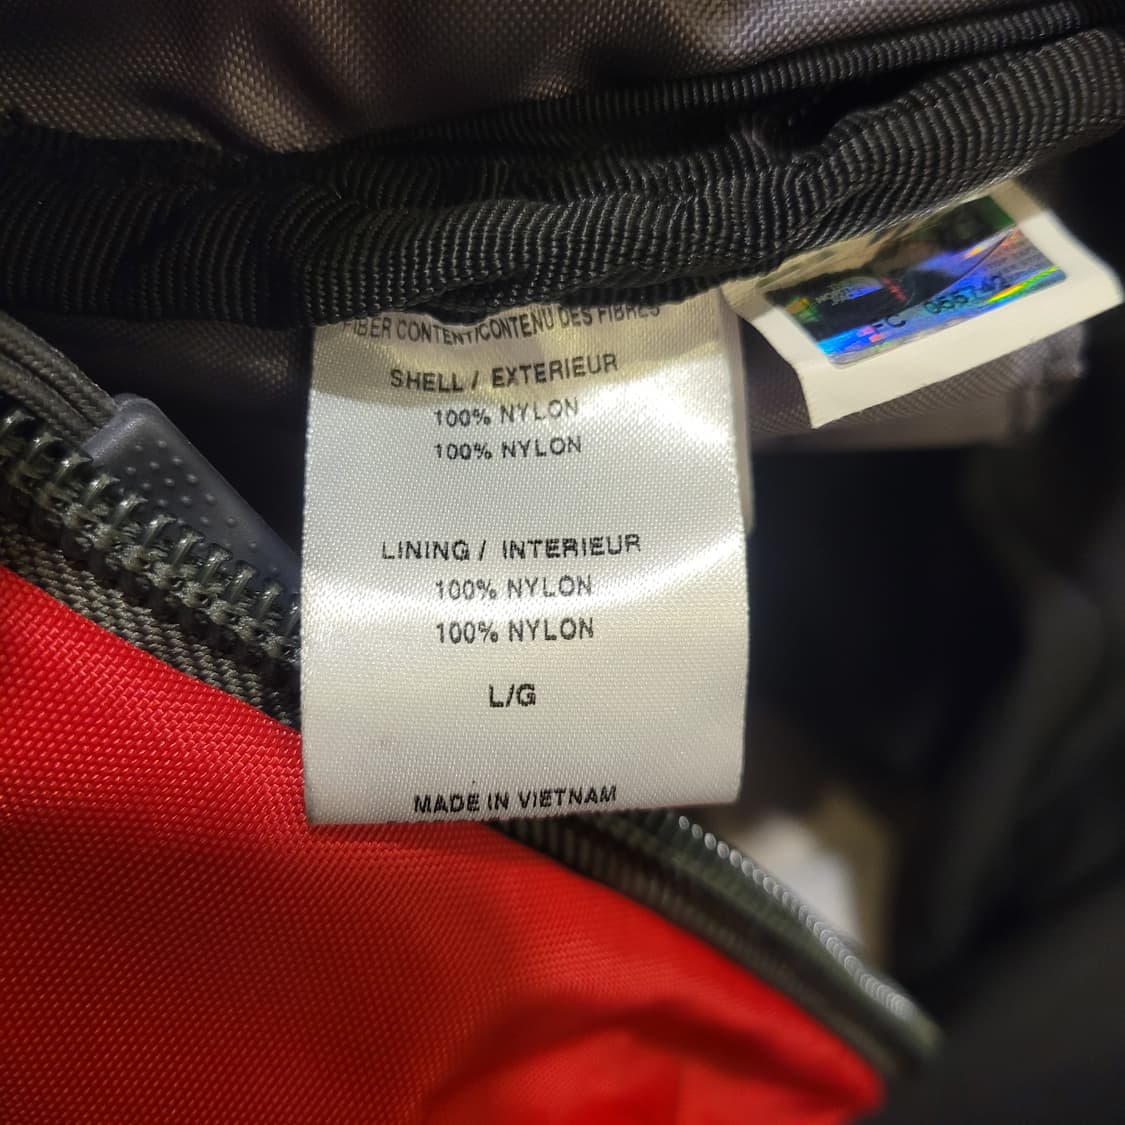 FIBER CONTENT/CONTENU DES FIBRES
SHELL / EXTERIEUR
100% NYLON
100% NYLON
LINING / INTERIEUR
100% NYLON
100% NYLON
L/G
MADE IN VIETNAM